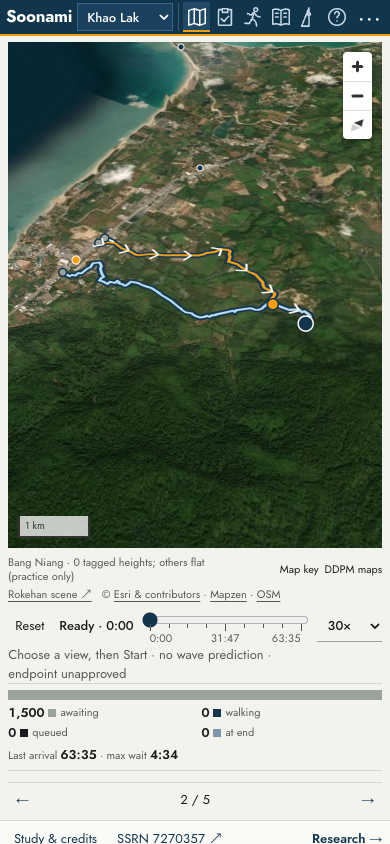 Soonami Khao Lak ...
+
−
1 km
Bang Niang · 0 tagged heights; others flat
(practice only)
Map key DDPM maps
Rokehan scene ↗ © Esri & contributors · Mapzen · OSM
Reset Ready · 0:00 30×
0:00 31:47 63:35
Choose a view, then Start · no wave prediction ·
endpoint unapproved
1,500 awaiting 0 walking
0 queued 0 at end
Last arrival 63:35 · max wait 4:34
← 2 / 5 →
Study & credits SSRN 7270357 ↗ Research →